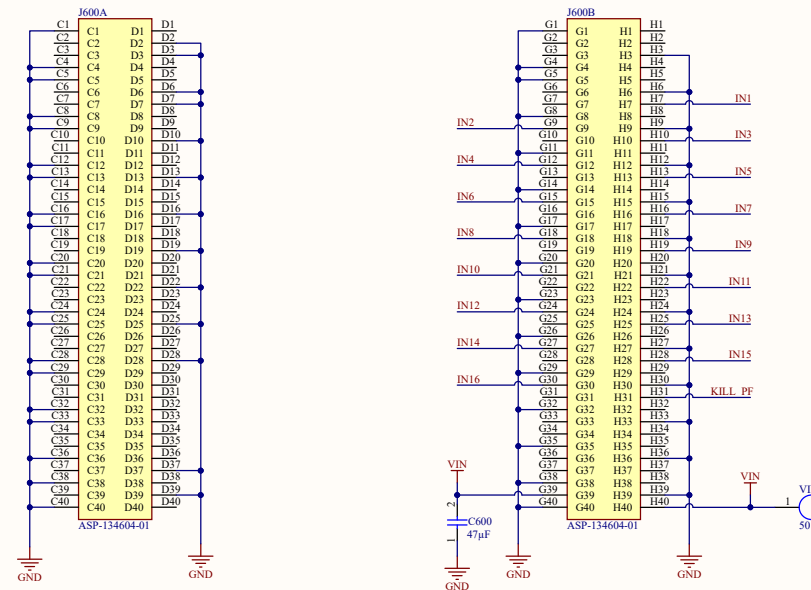 J600A J600B
C1 C1 D1 D1 G1 G1 H1 H1
C2 C2 D2 D2 G2 G2 H2 H2
C3 C3 D3 D3 G3 G3 H3 H3
C4 C4 D4 D4 G4 G4 H4 H4
C5 C5 D5 D5 G5 G5 H5 H5
C6 C6 D6 D6 G6 G6 H6 H6
C7 C7 D7 D7 G7 G7 H7 H7 IN1
C8 C8 D8 D8 G8 G8 H8 H8
C9 C9 D9 D9 IN2 G9 G9 H9 H9
C10 C10 D10 D10 G10 G10 H10 H10 IN3
C11 C11 D11 D11 G11 G11 H11 H11
C12 C12 D12 D12 IN4 G12 G12 H12 H12
C13 C13 D13 D13 G13 G13 H13 H13 IN5
C14 C14 D14 D14 G14 G14 H14 H14
C15 C15 D15 D15 IN6 G15 G15 H15 H15
C16 C16 D16 D16 G16 G16 H16 H16 IN7
C17 C17 D17 D17 G17 G17 H17 H17
C18 C18 D18 D18 IN8 G18 G18 H18 H18
C19 C19 D19 D19 G19 G19 H19 H19 IN9
C20 C20 D20 D20 G20 G20 H20 H20
C21 C21 D21 D21 IN10 G21 G21 H21 H21
C22 C22 D22 D22 G22 G22 H22 H22 IN11
C23 C23 D23 D23 G23 G23 H23 H23
C24 C24 D24 D24 IN12 G24 G24 H24 H24
C25 C25 D25 D25 G25 G25 H25 H25 IN13
C26 C26 D26 D26 G26 G26 H26 H26
C27 C27 D27 D27 IN14 G27 G27 H27 H27
C28 C28 D28 D28 G28 G28 H28 H28 IN15
C29 C29 D29 D29 G29 G29 H29 H29
C30 C30 D30 D30 IN16 G30 G30 H30 H30
C31 C31 D31 D31 G31 G31 H31 H31 KILL_PF
C32 C32 D32 D32 G32 G32 H32 H32
C33 C33 D33 D33 G33 G33 H33 H33
C34 C34 D34 D34 G34 G34 H34 H34
C35 C35 D35 D35 G35 G35 H35 H35
C36 C36 D36 D36 G36 G36 H36 H36
C37 C37 D37 D37 VIN G37 G37 H37 H37
C38 C38 D38 D38 G38 G38 H38 H38 VIN
C39 C39 D39 D39 G39 G39 H39 H39 VI
C40 C40 D40 D40 2 G40 G40 H40 H40 1
ASP-134604-01 C600 ASP-134604-01 50
47µF
1
GND GND GND GND GND